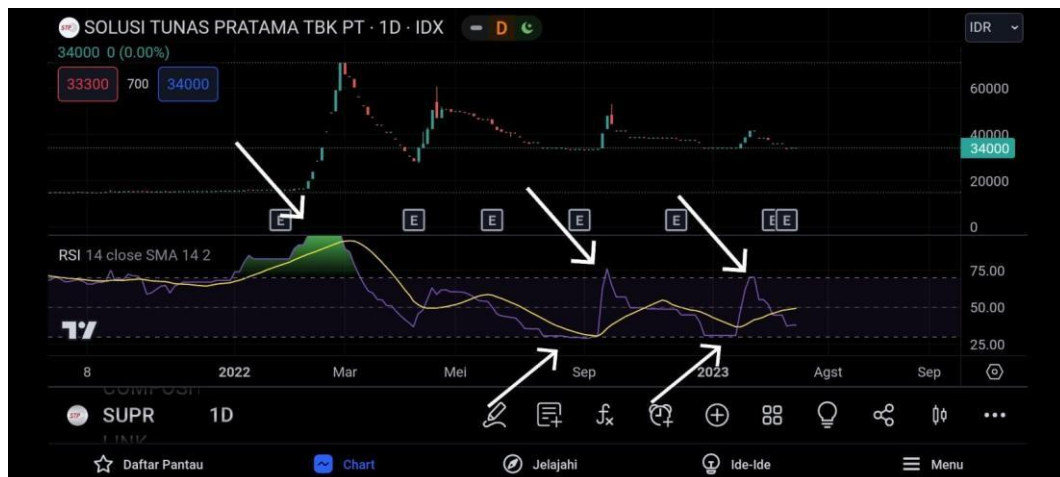 SOLUSI TUNAS PRATAMA TBK PT · 1D · IDX D IDR
34000 0 (0.00%)
33300 700 34000
60000
40000
34000
20000
E E E E E E E
0
RSI 14 close SMA 14 2
75.00
50.00
25.00
8 2022 Mar Mei Sep 2023 Agst Sep
SUPR 1D
LINK
Daftar Pantau Chart Jelajahi Ide-Ide Menu